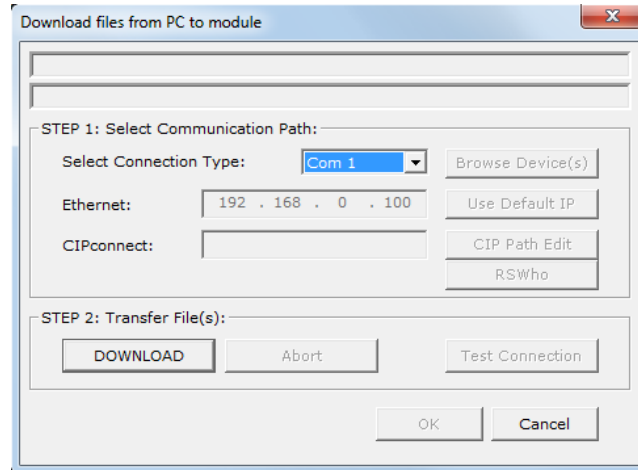 Download files from PC to module
STEP 1: Select Communication Path:
Select Connection Type: Com 1 Browse Device(s)
Ethernet: 192 . 168 . 0 . 100 Use Default IP
CIPconnect: CIP Path Edit
RSWho
STEP 2: Transfer File(s):
DOWNLOAD Abort Test Connection
OK Cancel